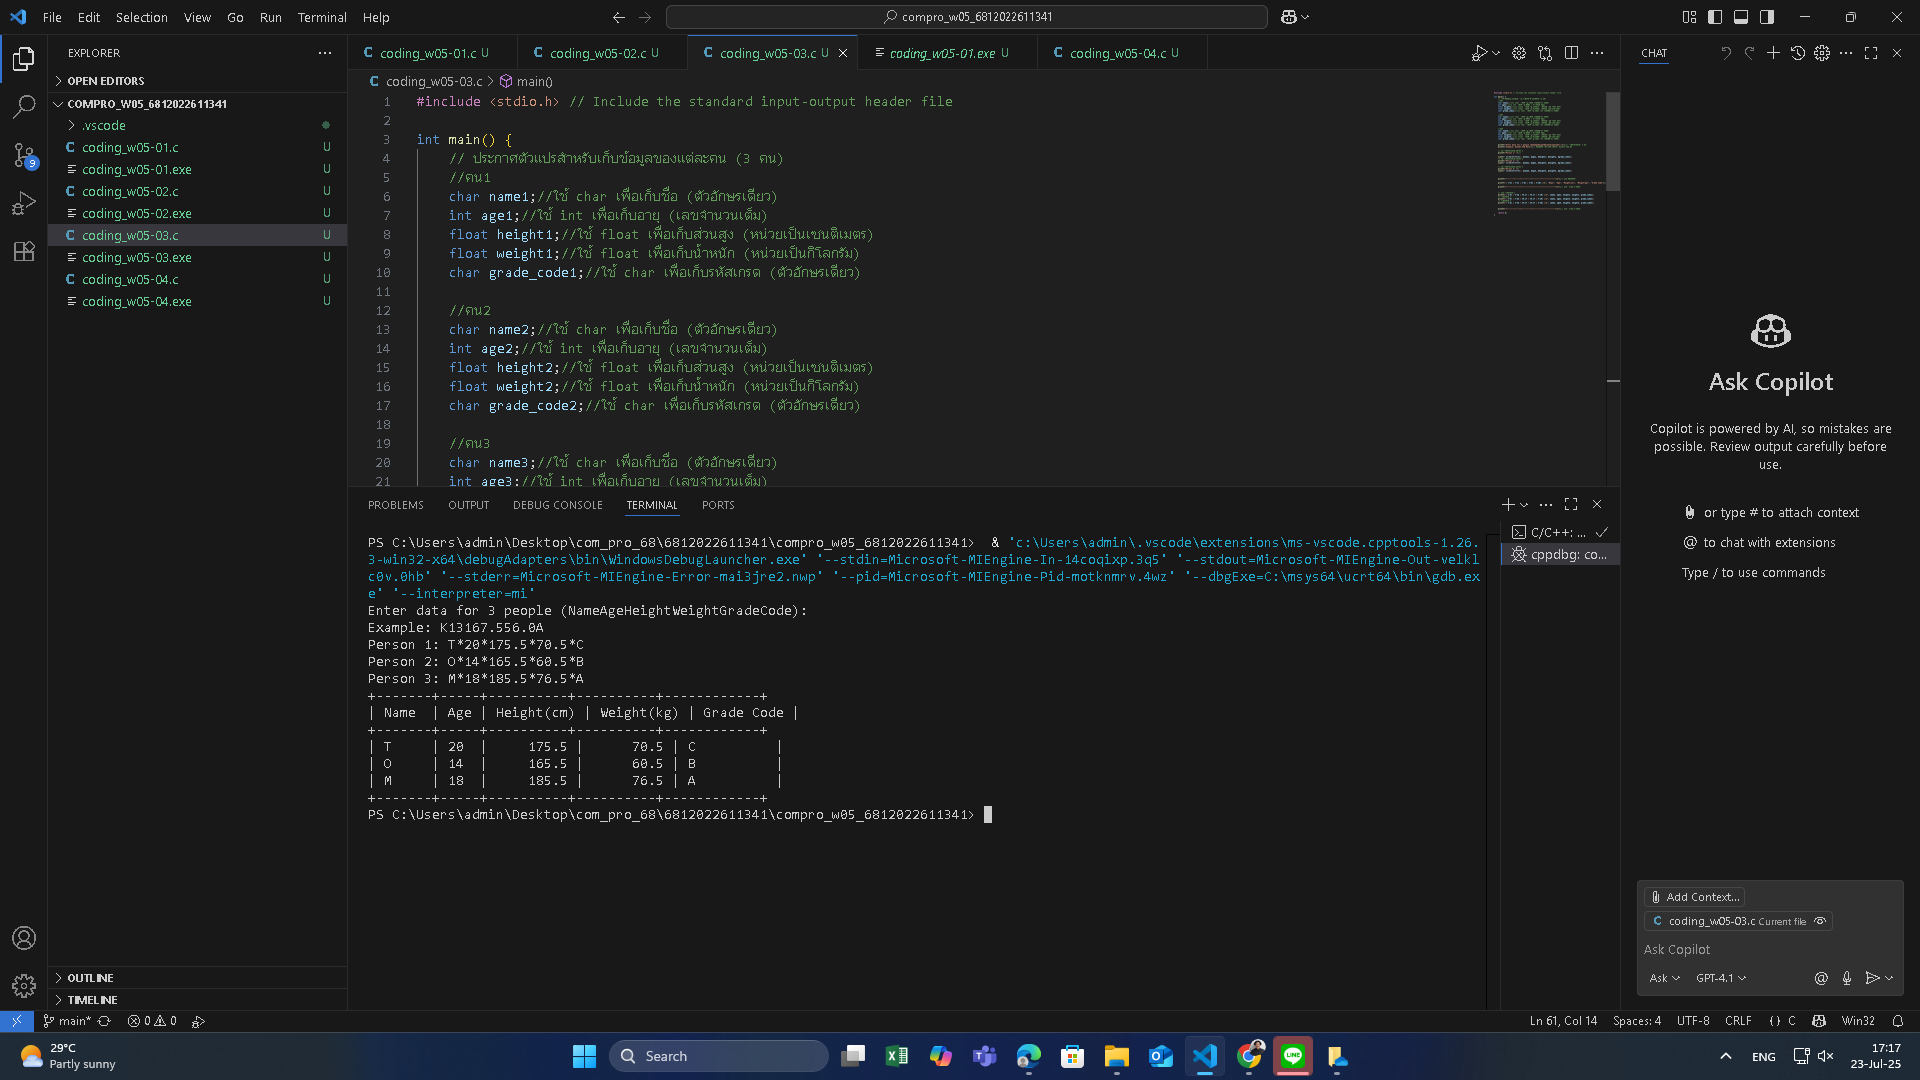 File Edit Selection View Go Run Terminal Help
compro_w05_6812022611341
EXPLORER
OPEN EDITORS
COMPRO_W05_6812022611341
.vscode
coding_w05-01.c U
coding_w05-01.exe U
coding_w05-02.c U
coding_w05-02.exe U
coding_w05-03.c U
coding_w05-03.exe U
coding_w05-04.c U
coding_w05-04.exe U
OUTLINE
TIMELINE
9
coding_w05-01.c U
coding_w05-02.c U
coding_w05-03.c U
coding_w05-01.exe U
coding_w05-04.c U
coding_w05-03.c > main()
1 #include <stdio.h> // Include the standard input-output header file
2
3 int main() {
4 // ประกาศตัวแปรสำหรับเก็บข้อมูลของแต่ละคน (3 คน)
5 //คน1
6 char name1;//ใช้ char เพื่อเก็บชื่อ (ตัวอักษรเดียว)
7 int age1;//ใช้ int เพื่อเก็บอายุ (เลขจำนวนเต็ม)
8 float height1;//ใช้ float เพื่อเก็บส่วนสูง (หน่วยเป็นเซนติเมตร)
9 float weight1;//ใช้ float เพื่อเก็บน้ำหนัก (หน่วยเป็นกิโลกรัม)
10 char grade_code1;//ใช้ char เพื่อเก็บรหัสเกรด (ตัวอักษรเดียว)
11
12 //คน2
13 char name2;//ใช้ char เพื่อเก็บชื่อ (ตัวอักษรเดียว)
14 int age2;//ใช้ int เพื่อเก็บอายุ (เลขจำนวนเต็ม)
15 float height2;//ใช้ float เพื่อเก็บส่วนสูง (หน่วยเป็นเซนติเมตร)
16 float weight2;//ใช้ float เพื่อเก็บน้ำหนัก (หน่วยเป็นกิโลกรัม)
17 char grade_code2;//ใช้ char เพื่อเก็บรหัสเกรด (ตัวอักษรเดียว)
18
19 //คน3
20 char name3;//ใช้ char เพื่อเก็บชื่อ (ตัวอักษรเดียว)
21 int age3;//ใช้ int เพื่อเก็บอายุ (เลขจำนวนเต็ม)
PROBLEMS OUTPUT DEBUG CONSOLE TERMINAL PORTS
PS C:\Users\admin\Desktop\com_pro_68\6812022611341\compro_w05_6812022611341> & 'c:\Users\admin\.vscode\extensions\ms-vscode.cpptools-1.26.
3-win32-x64\debugAdapters\bin\WindowsDebugLauncher.exe' '--stdin=Microsoft-MIEngine-In-14coqixp.3q5' '--stdout=Microsoft-MIEngine-Out-velkl
c0v.0hb' '--stderr=Microsoft-MIEngine-Error-mai3jre2.nwp' '--pid=Microsoft-MIEngine-Pid-motknmrv.4wz' '--dbgExe=C:\msys64\ucrt64\bin\gdb.ex
e' '--interpreter=mi'
Enter data for 3 people (NameAgeHeightWeightGradeCode):
Example: K13167.556.0A
Person 1: T*20*175.5*70.5*C
Person 2: O*14*165.5*60.5*B
Person 3: M*18*185.5*76.5*A
+-------+-----+----------+----------+------------+
| Name | Age | Height(cm) | Weight(kg) | Grade Code |
+-------+-----+----------+----------+------------+
| T | 20 | 175.5 | 70.5 | C |
| O | 14 | 165.5 | 60.5 | B |
| M | 18 | 185.5 | 76.5 | A |
+-------+-----+----------+----------+------------+
PS C:\Users\admin\Desktop\com_pro_68\6812022611341\compro_w05_6812022611341>
C/C++: ...
cppdbg: co...
CHAT
Ask Copilot
Copilot is powered by AI, so mistakes are
possible. Review output carefully before
use.
or type # to attach context
@ to chat with extensions
Type / to use commands
Add Context...
coding_w05-03.c Current file
Ask Copilot
Ask GPT-4.1
main* 0 0
Ln 61, Col 14 Spaces: 4 UTF-8 CRLF {} C Win32
29°C
Partly sunny
Search
LINE
ENG
17:17
23-Jul-25